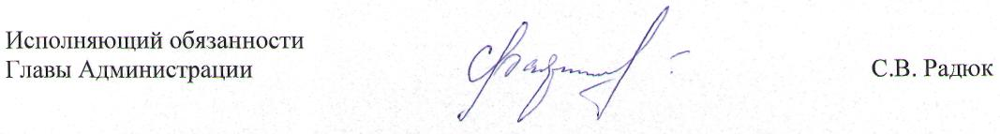 Исполняющий обязанности
Главы Администрации С.В. Радюк